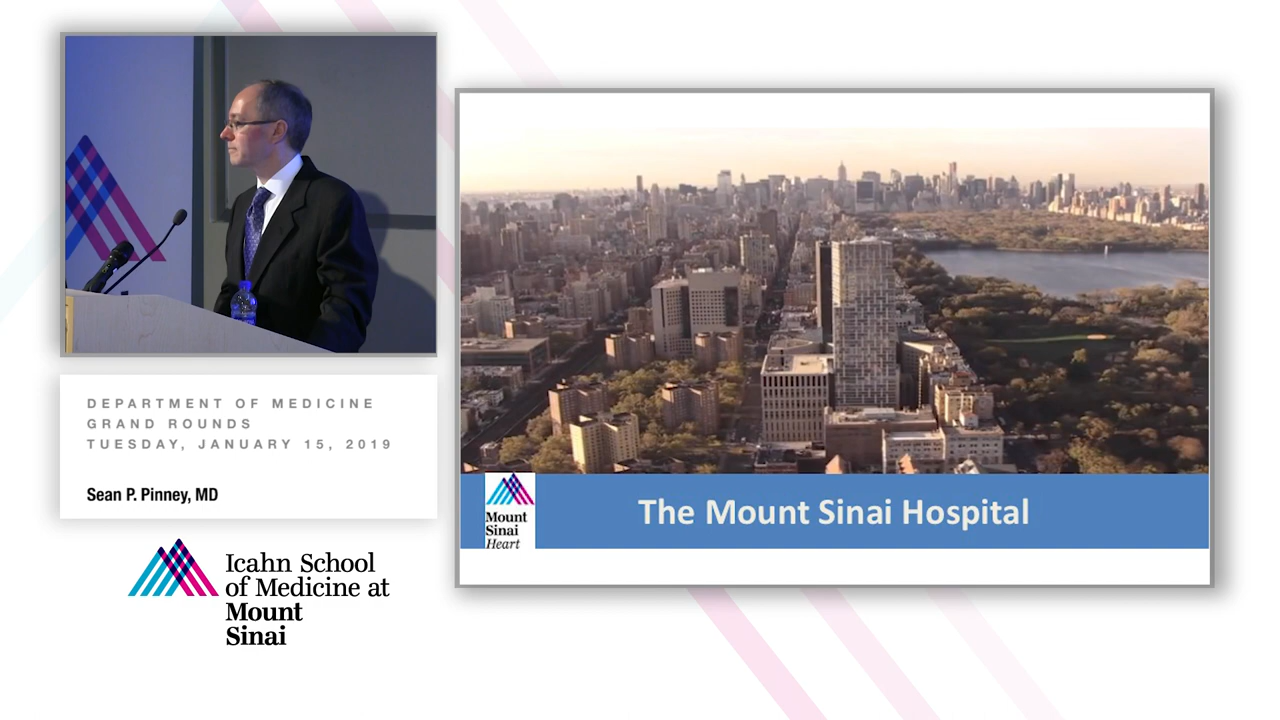 DEPARTMENT OF MEDICINE
GRAND ROUNDS
TUESDAY, JANUARY 15, 2019
Sean P. Pinney, MD
Icahn School
of Medicine at
Mount
Sinai
Mount
Sinai
Heart
The Mount Sinai Hospital